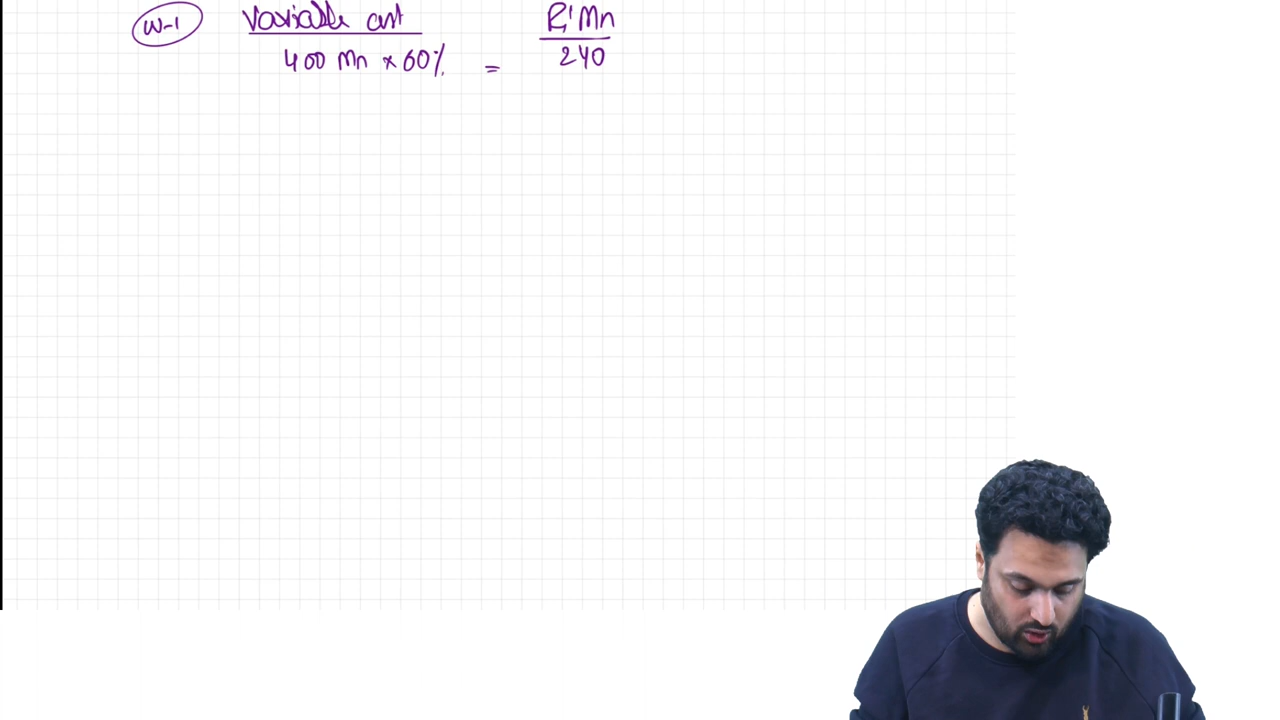 W-1 Variable cost R'Mn
400 Mn × 60% = 240